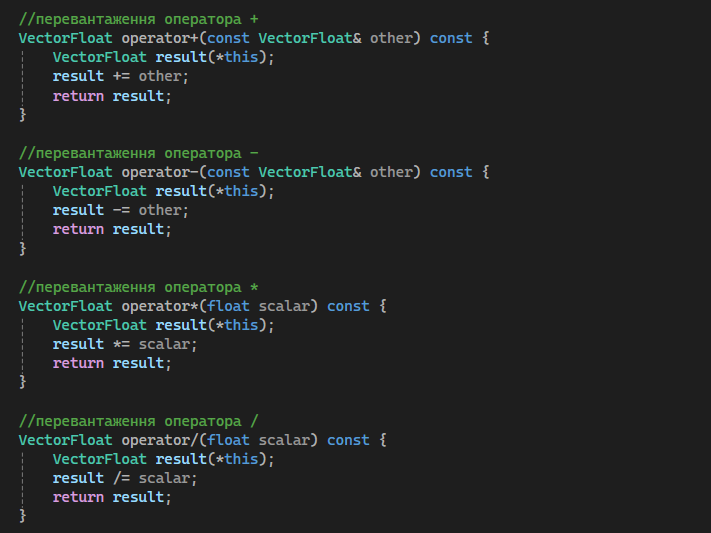 //перевантаження оператора +
VectorFloat operator+(const VectorFloat& other) const {
    VectorFloat result(*this);
    result += other;
    return result;
}

//перевантаження оператора -
VectorFloat operator-(const VectorFloat& other) const {
    VectorFloat result(*this);
    result -= other;
    return result;
}

//перевантаження оператора *
VectorFloat operator*(float scalar) const {
    VectorFloat result(*this);
    result *= scalar;
    return result;
}

//перевантаження оператора /
VectorFloat operator/(float scalar) const {
    VectorFloat result(*this);
    result /= scalar;
    return result;
}